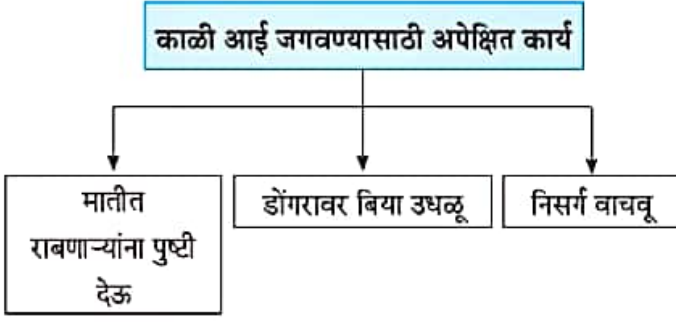 काळी आई जगवण्यासाठी अपेक्षित कार्य
मातीत
राबणाऱ्यांना पुष्टी
देऊ
डोंगरावर बिया उधळू
निसर्ग वाचवू